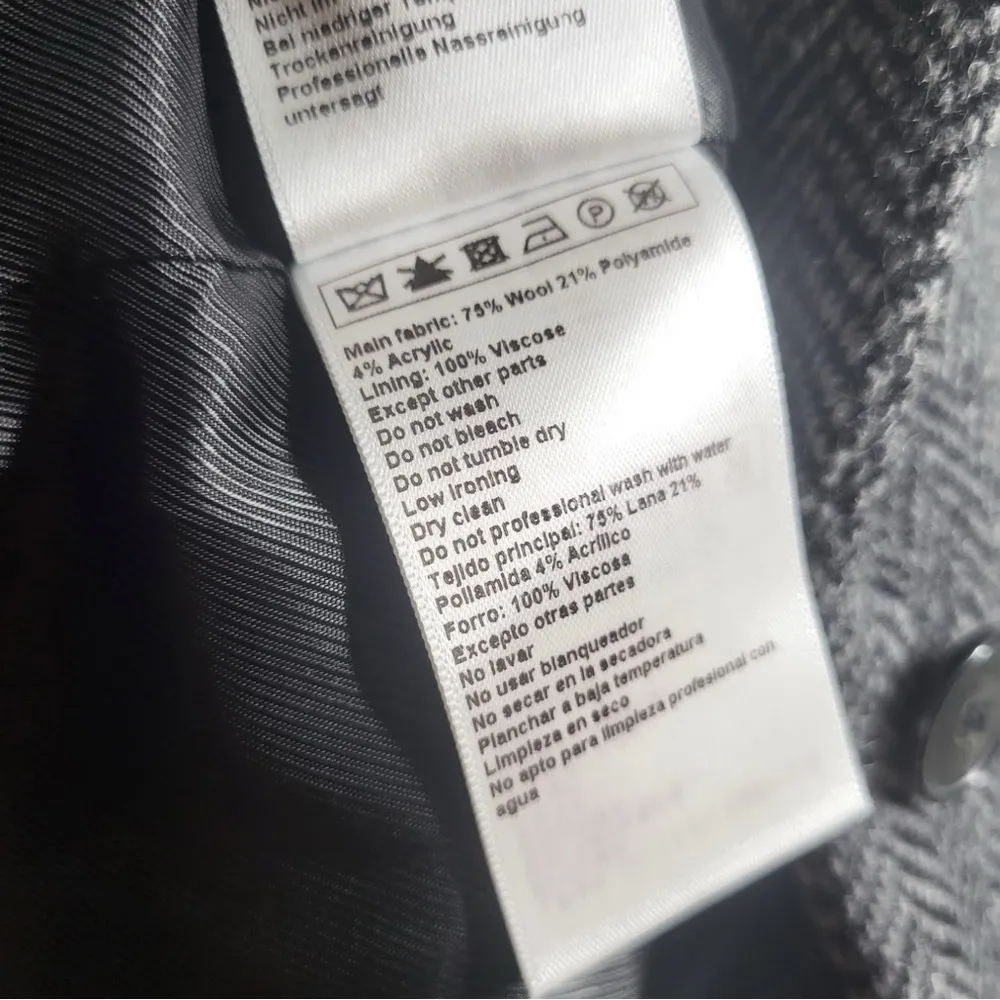 Bei niedriger
Trockenreinigung
Professionelle Nassreinigung
untersagt
P
Main fabric: 75% Wool 21% Polyamide
4% Acrylic
Lining: 100% Viscose
Except other parts
Do not wash
Do not bleach
Do not tumble dry
Low ironing
Dry clean
Do not professional wash with water
Tejido principal: 75% Lana 21%
Poliamida 4% Acrílico
Forro: 100% Viscosa
Excepto otras partes
No lavar
No usar blanqueador
No secar en la secadora
Planchar a baja temperatura
Limpieza en seco
No apto para limpieza profesional con
agua